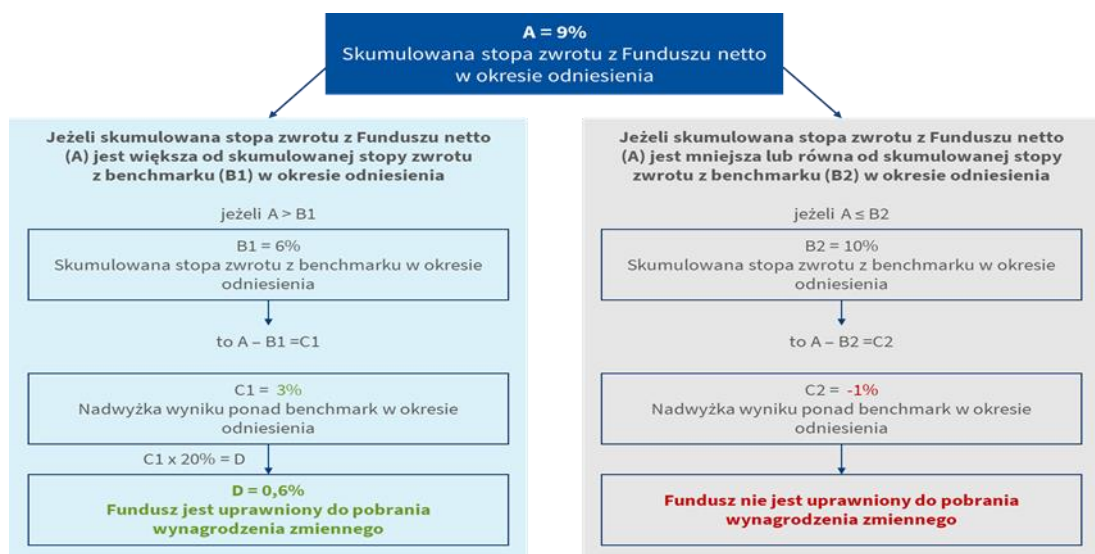 A = 9%
Skumulowana stopa zwrotu z Funduszu netto
w okresie odniesienia
Jeżeli skumulowana stopa zwrotu z Funduszu netto
(A) jest większa od skumulowanej stopy zwrotu
z benchmarku (B1) w okresie odniesienia
jeżeli A > B1
B1 = 6%
Skumulowana stopa zwrotu z benchmarku w okresie
odniesienia
to A – B1 =C1
C1 = 3%
Nadwyżka wyniku ponad benchmark w okresie
odniesienia
C1 x 20% = D
D = 0,6%
Fundusz jest uprawniony do pobrania
wynagrodzenia zmiennego
Jeżeli skumulowana stopa zwrotu z Funduszu netto
(A) jest mniejsza lub równa od skumulowanej stopy
zwrotu z benchmarku (B2) w okresie odniesienia
jeżeli A ≤ B2
B2 = 10%
Skumulowana stopa zwrotu z benchmarku w okresie
odniesienia
to A – B2 =C2
C2 = -1%
Nadwyżka wyniku ponad benchmark w okresie
odniesienia
Fundusz nie jest uprawniony do pobrania
wynagrodzenia zmiennego